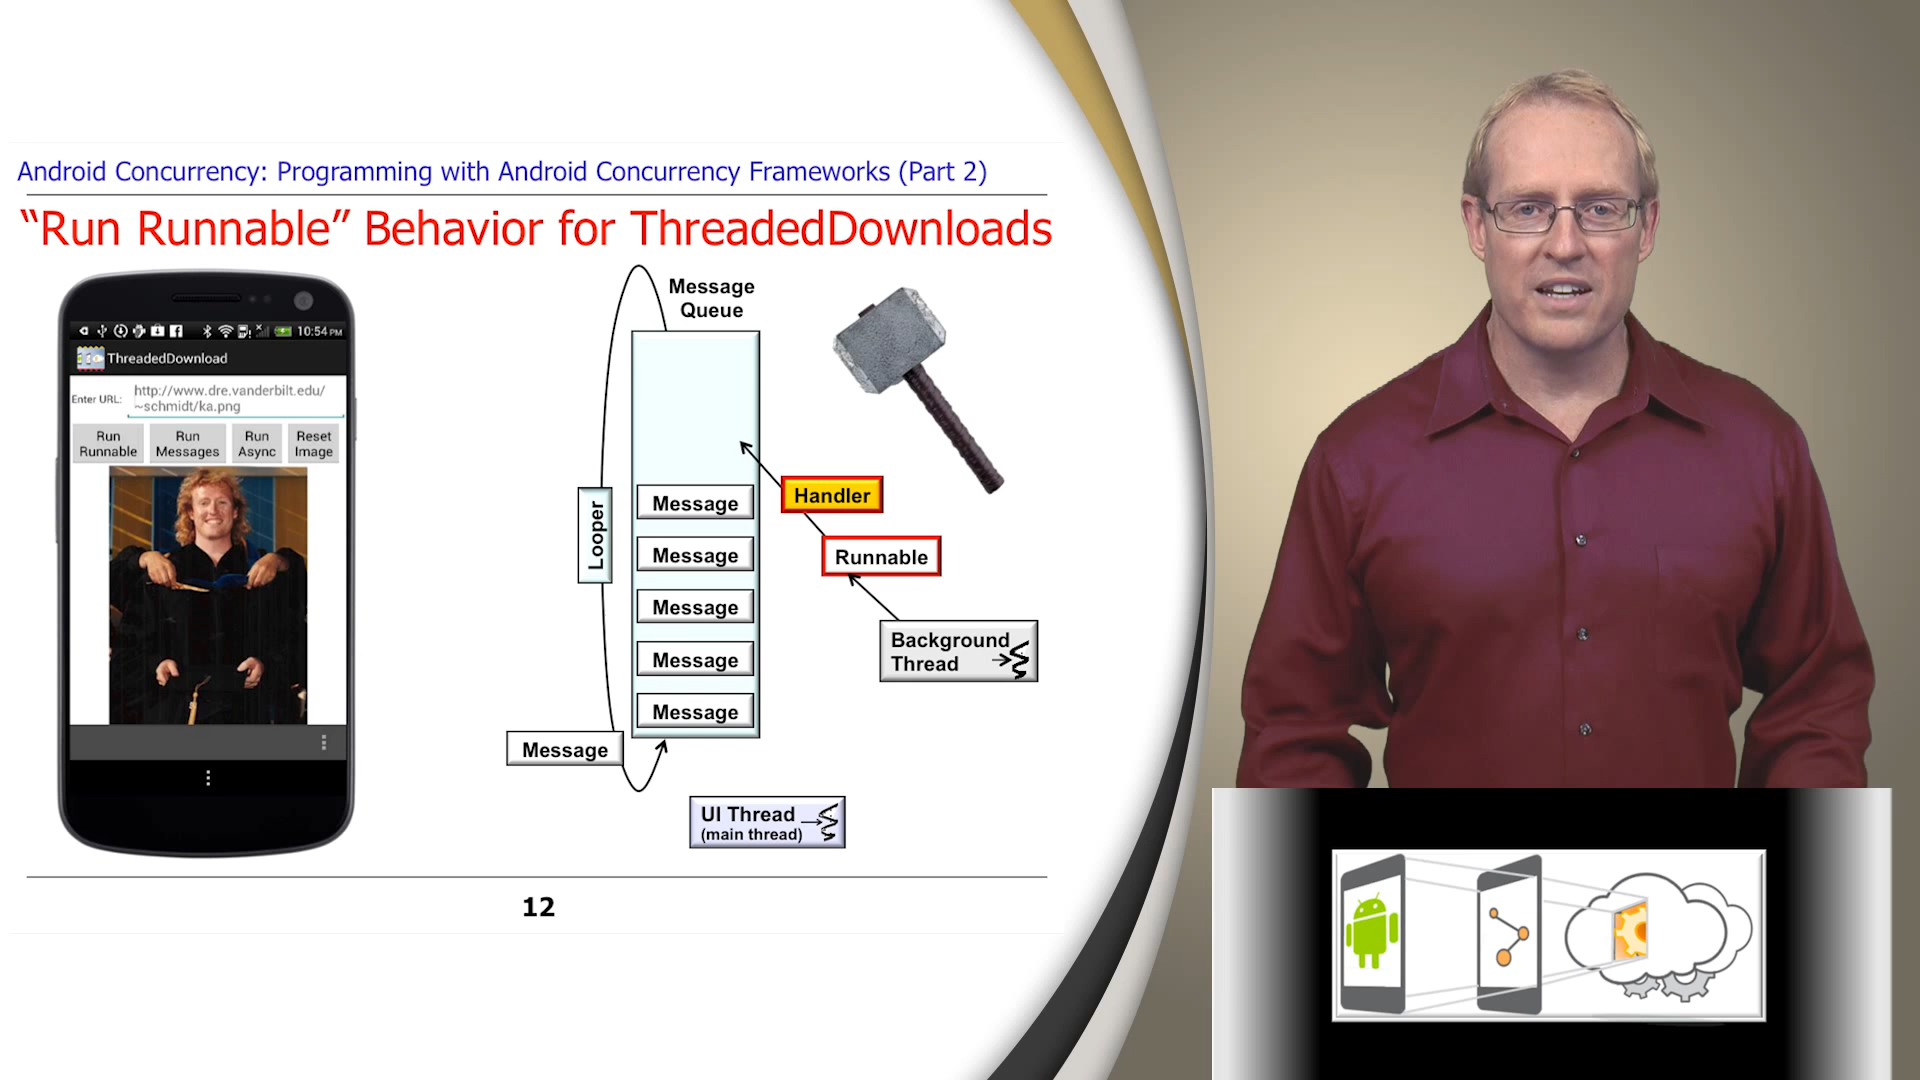 Android Concurrency: Programming with Android Concurrency Frameworks (Part 2)
“Run Runnable” Behavior for ThreadedDownloads
10:54 PM
ThreadedDownload
Enter URL:
http://www.dre.vanderbilt.edu/
~schmidt/ka.png
Run
Runnable
Run
Messages
Run
Async
Reset
Image
Message
Queue
Looper
Message
Message
Message
Message
Message
Message
Handler
Runnable
Background
Thread
UI Thread
(main thread)
12